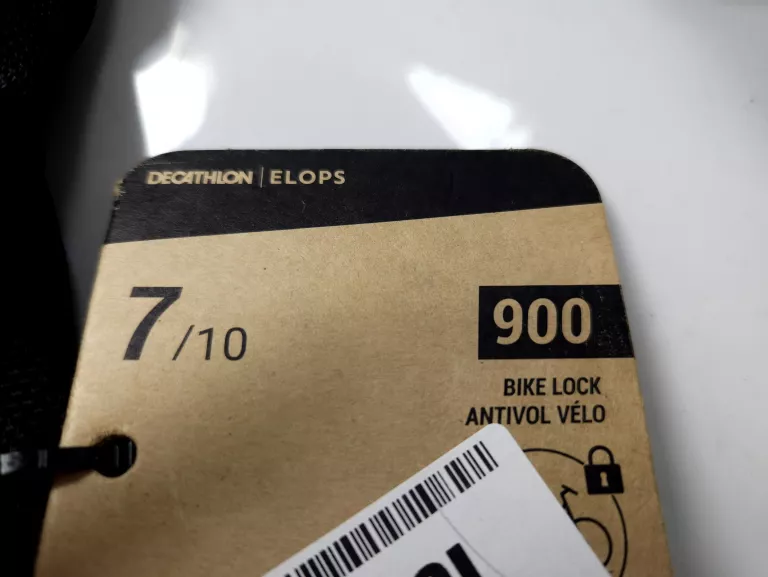 DECATHLON | ELOPS
7/10
900
BIKE LOCK
ANTIVOL VÉLO